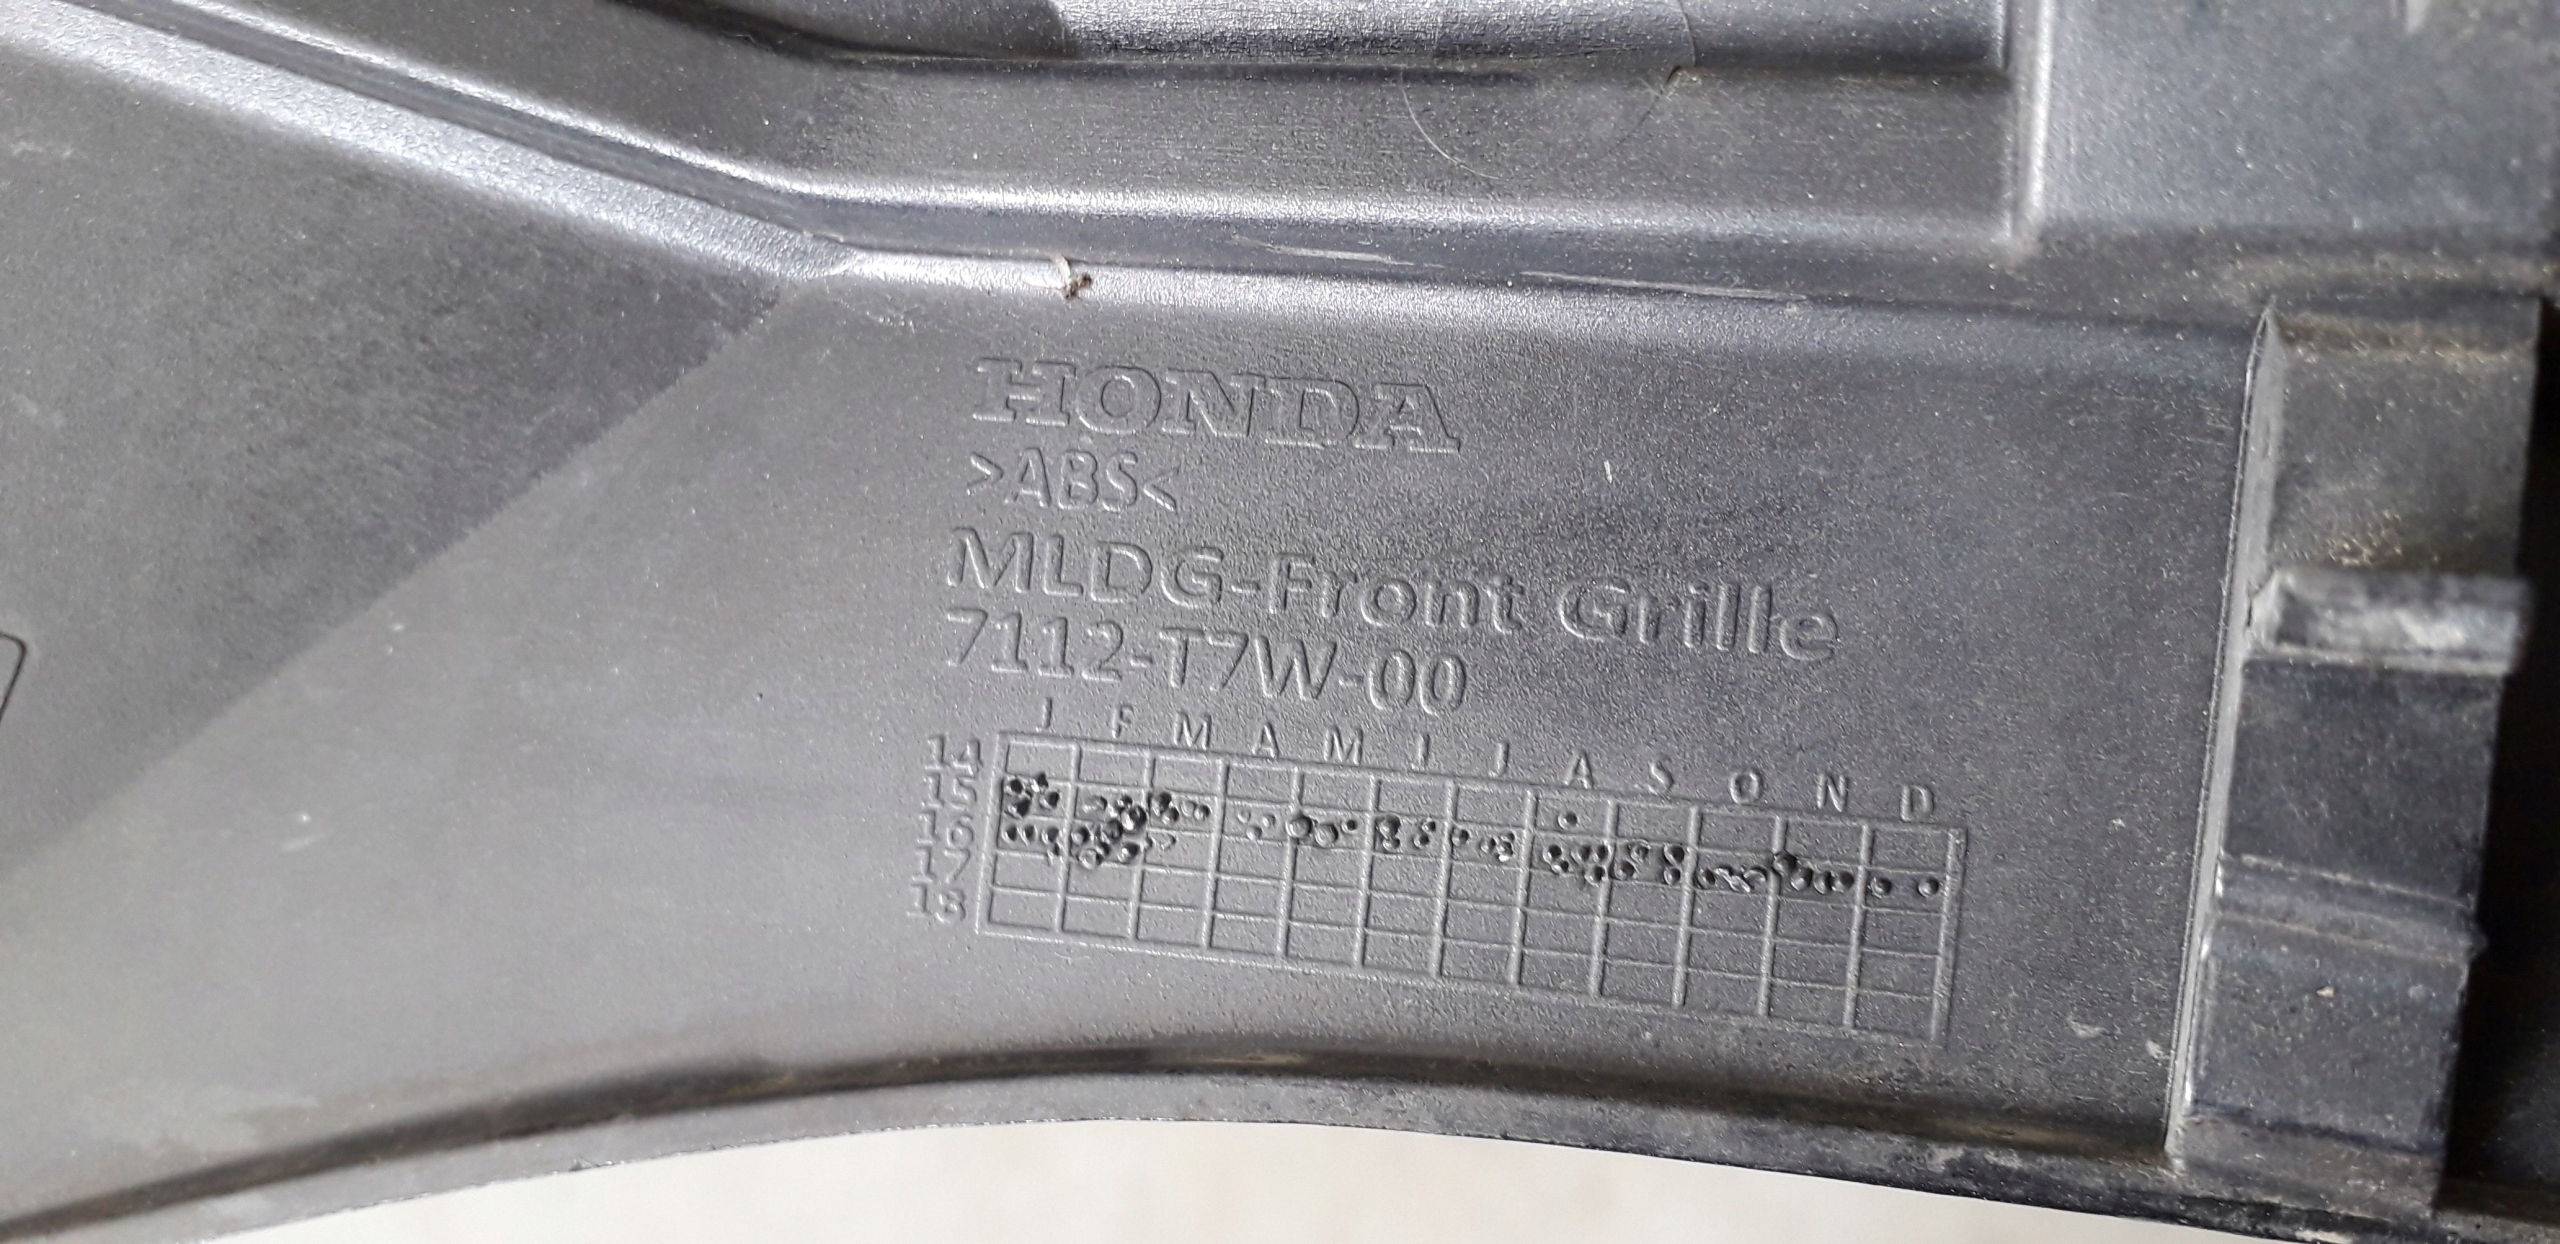 HONDA
>ABS<
MLDG-Front Grille
7112-T7W-00
J F M A M J J A S O N D
14
15
16
17
18